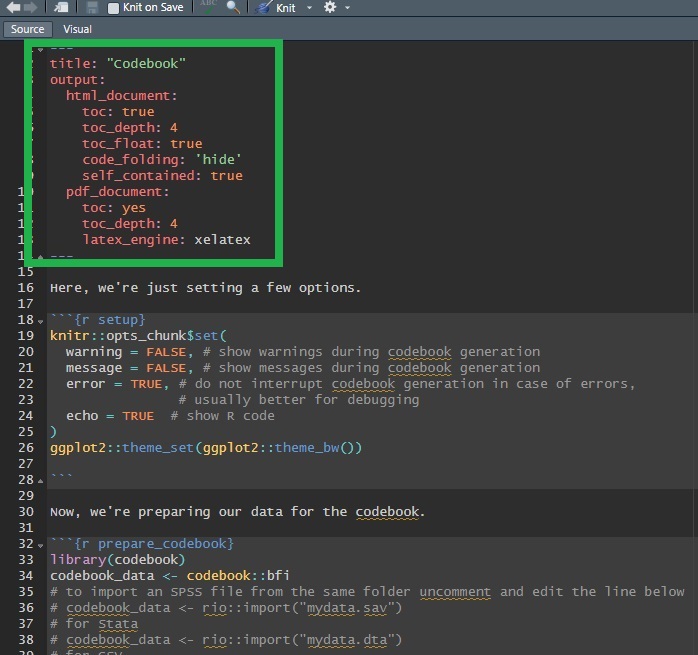 Knit on Save
ABC
Knit
Source Visual
---
title: "Codebook"
output:
  html_document:
    toc: true
    toc_depth: 4
    toc_float: true
    code_folding: 'hide'
    self_contained: true
  pdf_document:
    toc: yes
    toc_depth: 4
    latex_engine: xelatex
---
15
16 Here, we're just setting a few options.
17
18 ```{r setup}
19 knitr::opts_chunk$set(
20   warning = FALSE, # show warnings during codebook generation
21   message = FALSE, # show messages during codebook generation
22   error = TRUE, # do not interrupt codebook generation in case of errors,
23                 # usually better for debugging
24   echo = TRUE  # show R code
25 )
26 ggplot2::theme_set(ggplot2::theme_bw())
27
28 ```
29
30 Now, we're preparing our data for the codebook.
31
32 ```{r prepare_codebook}
33 library(codebook)
34 codebook_data <- codebook::bfi
35 # to import an SPSS file from the same folder uncomment and edit the line below
36 # codebook_data <- rio::import("mydata.sav")
37 # for Stata
38 # codebook_data <- rio::import("mydata.dta")